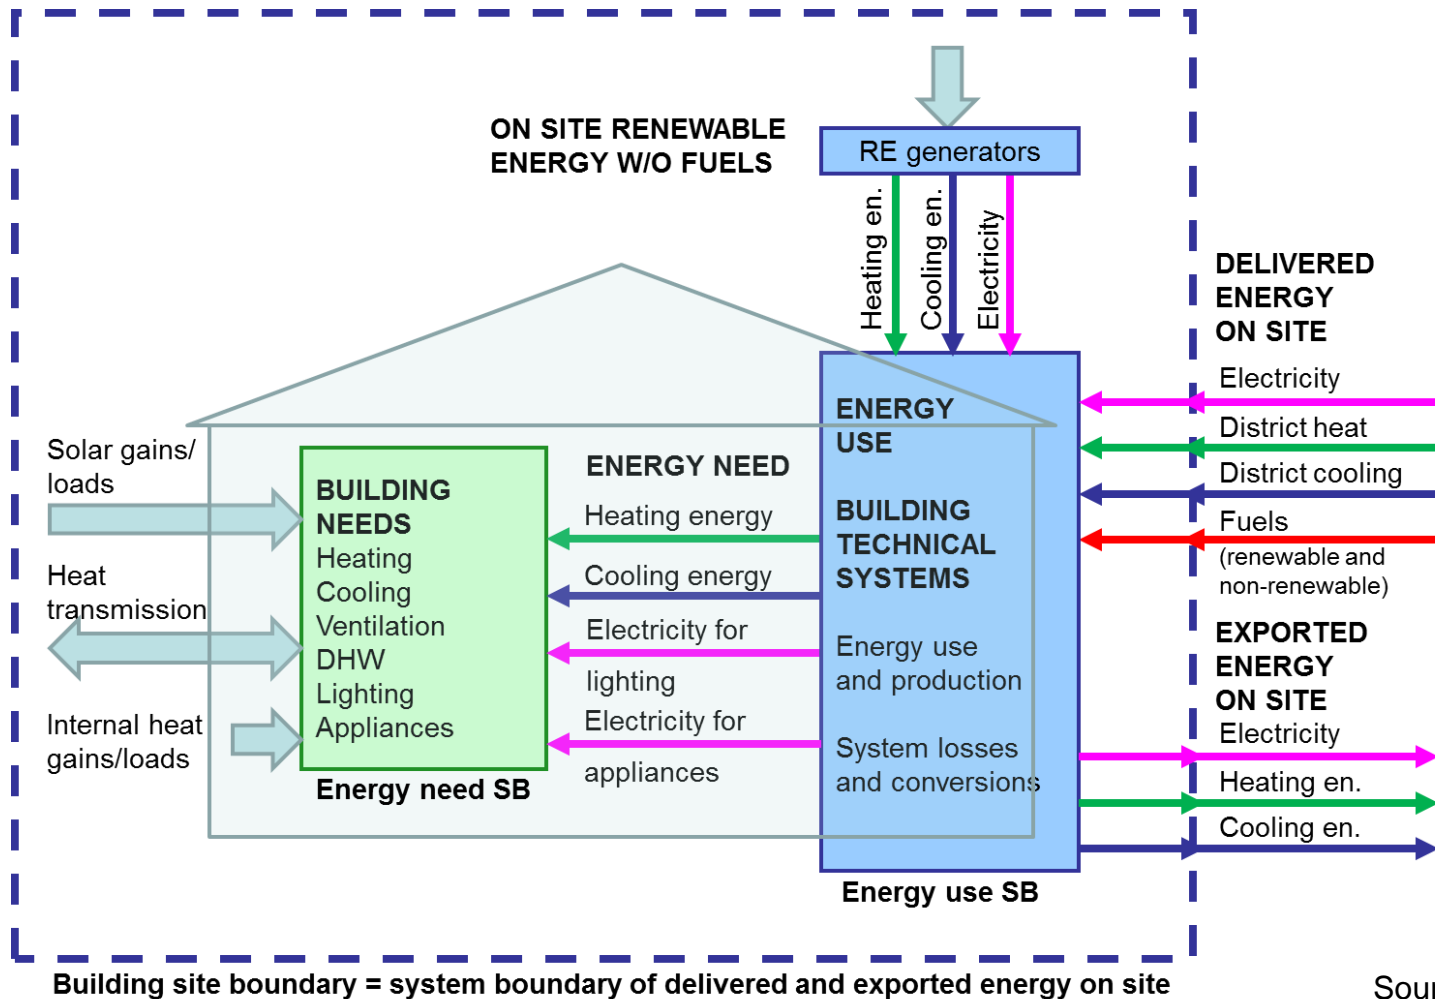 ON SITE RENEWABLE
ENERGY W/O FUELS
RE generators
Heating en.
Cooling en.
Electricity
DELIVERED
ENERGY
ON SITE
Electricity
District heat
District cooling
Fuels
(renewable and
non-renewable)
EXPORTED
ENERGY
ON SITE
Electricity
Heating en.
Cooling en.
Solar gains/
loads
Heat
transmission
Internal heat
gains/loads
BUILDING
NEEDS
Heating
Cooling
Ventilation
DHW
Lighting
Appliances
Energy need SB
ENERGY NEED
Heating energy
Cooling energy
Electricity for
lighting
Electricity for
appliances
ENERGY
USE
BUILDING
TECHNICAL
SYSTEMS
Energy use
and production
System losses
and conversions
Energy use SB
Building site boundary = system boundary of delivered and exported energy on site